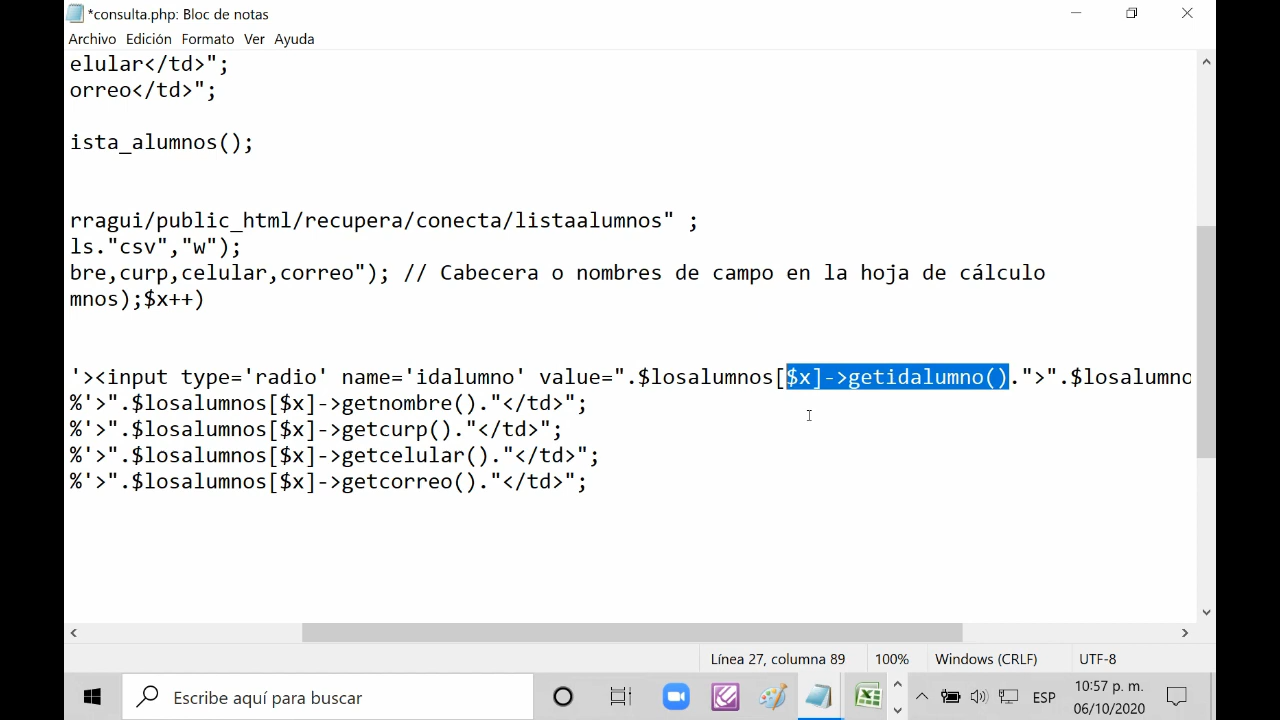 *consulta.php: Bloc de notas
Archivo Edición Formato Ver Ayuda
elular</td>";
orreo</td>";
ista_alumnos();
rragui/public_html/recupera/conecta/listaalumnos" ;
ls."csv","w");
bre,curp,celular,correo"); // Cabecera o nombres de campo en la hoja de cálculo
mnos);$x++)
'><input type='radio' name='idalumno' value=".$losalumnos[$x]->getidalumno().">".$losalumno
%'>".$losalumnos[$x]->getnombre()."</td>";
%'>".$losalumnos[$x]->getcurp()."</td>";
%'>".$losalumnos[$x]->getcelular()."</td>";
%'>".$losalumnos[$x]->getcorreo()."</td>";
Línea 27, columna 89 100% Windows (CRLF) UTF-8
Escribe aquí para buscar
ESP
10:57 p. m.
06/10/2020